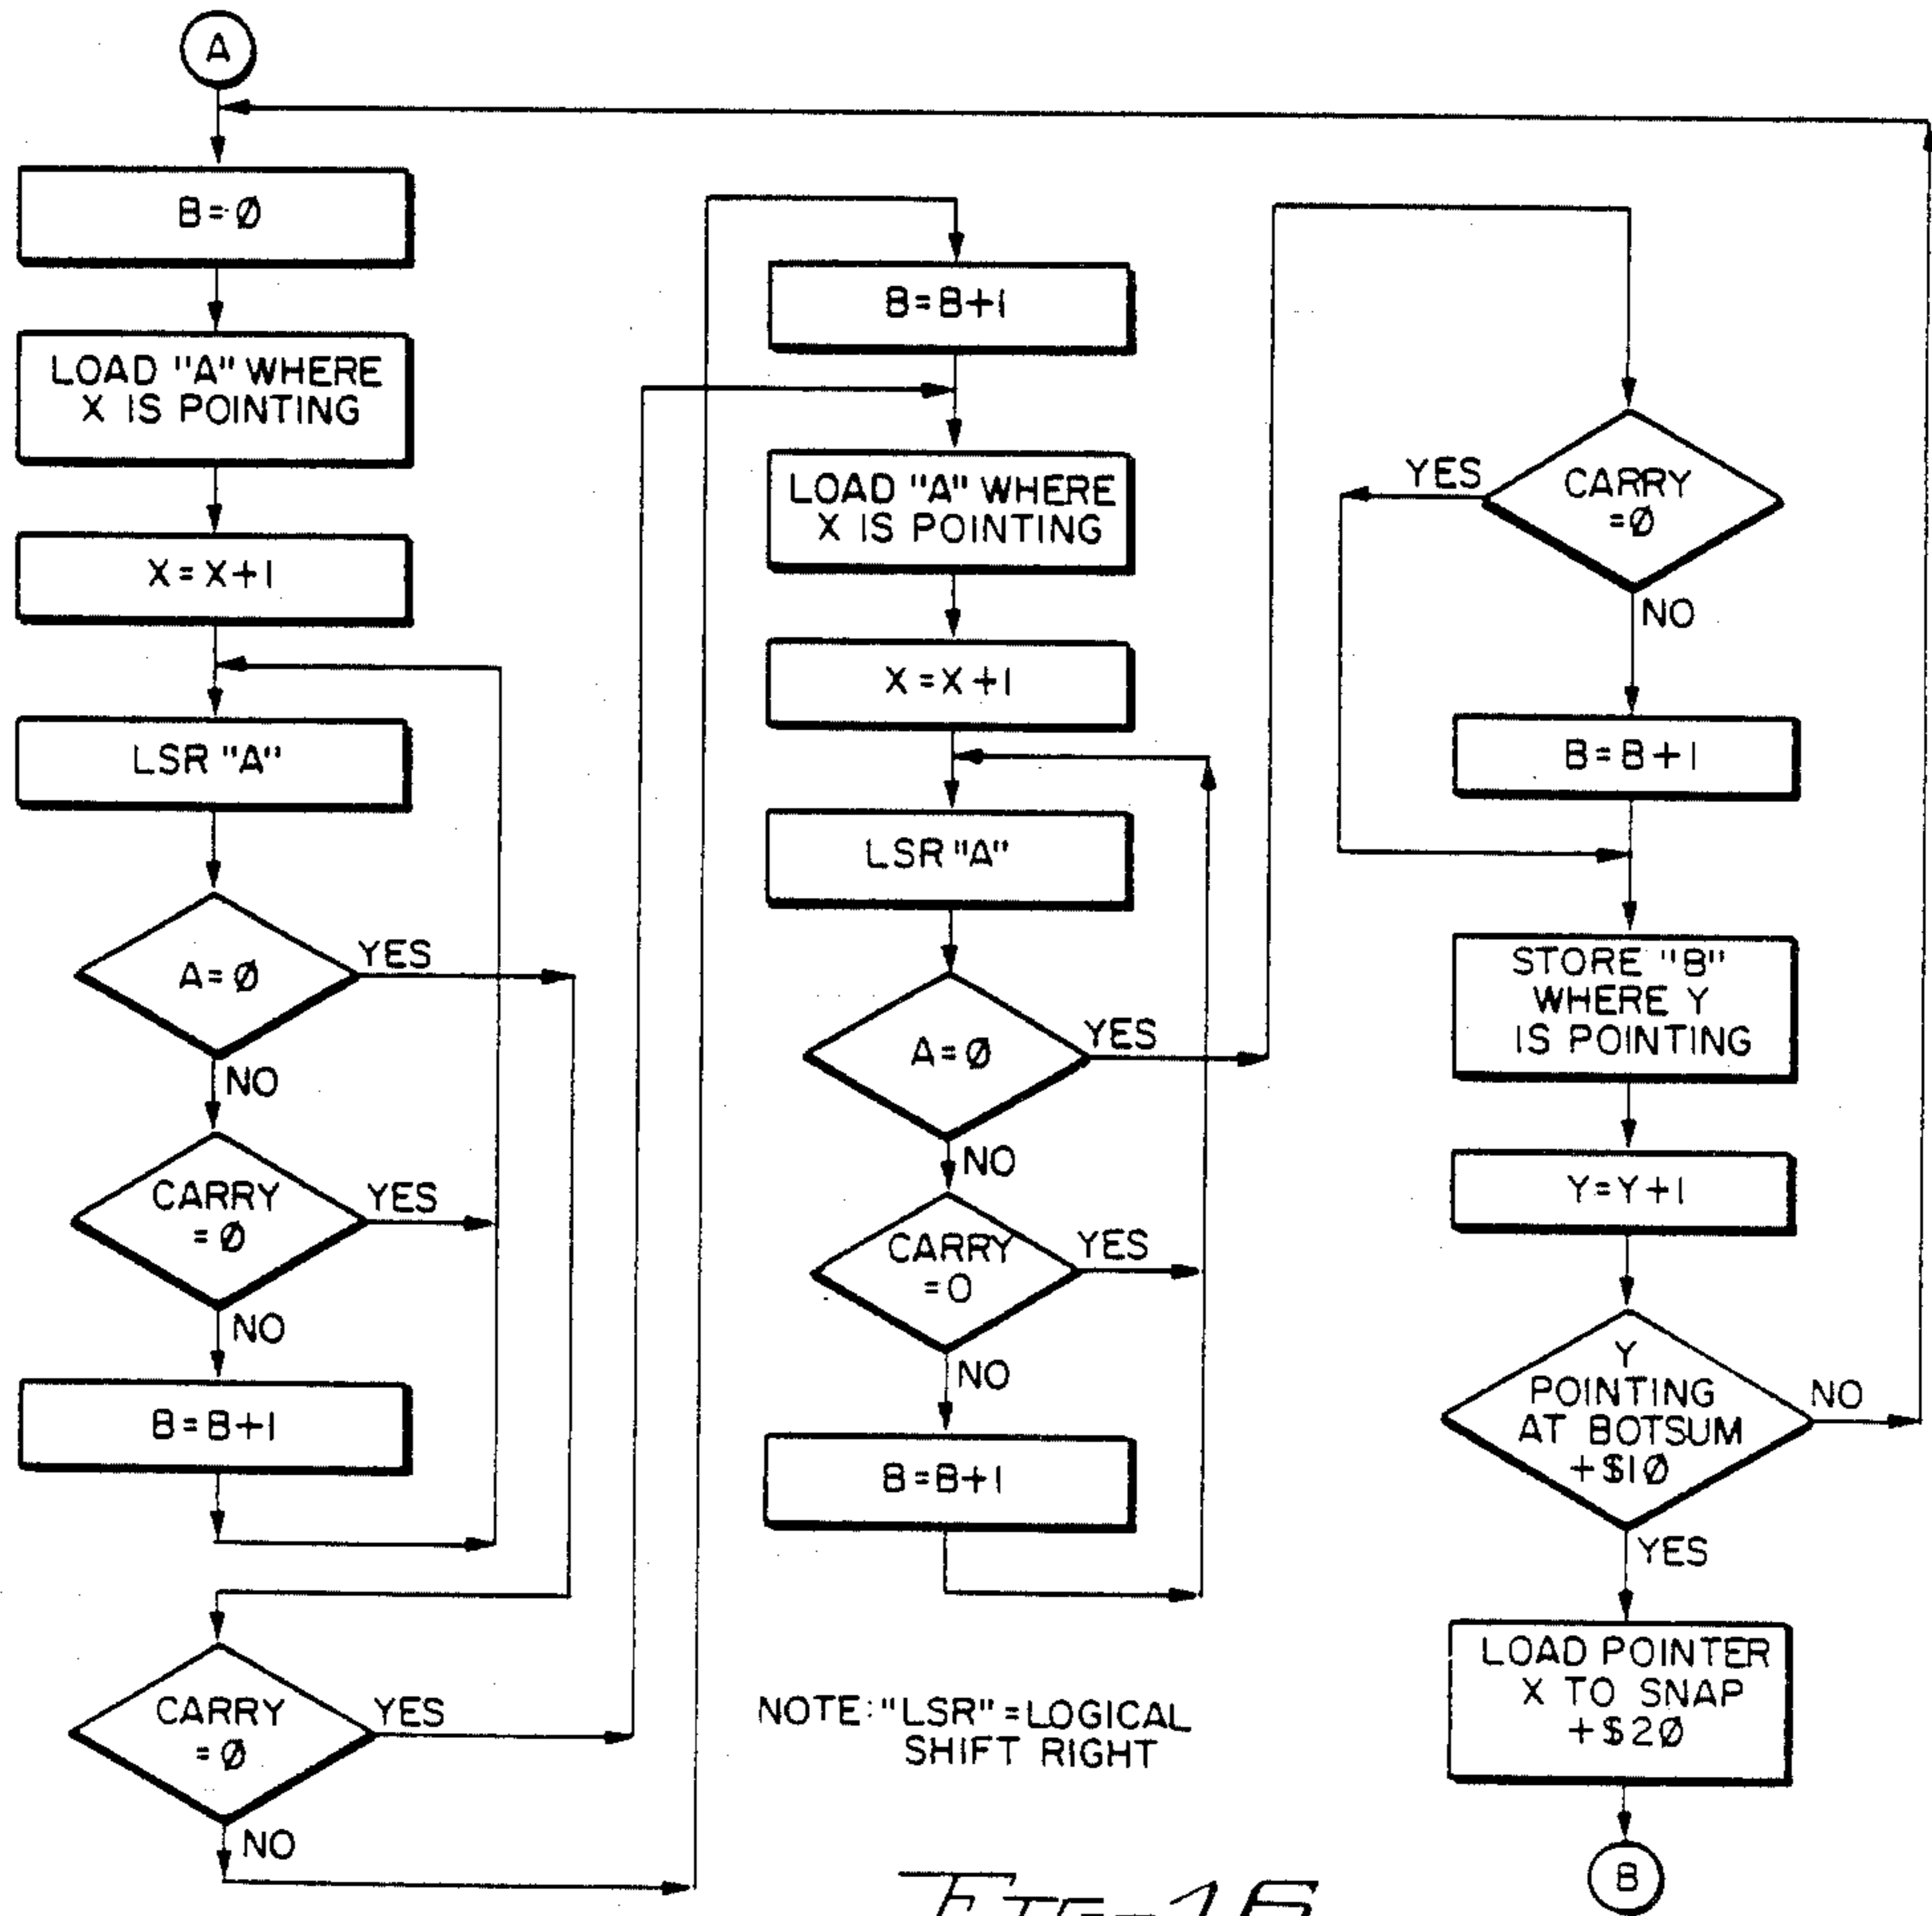 A
B=Ø
LOAD "A" WHERE
X IS POINTING
X=X+1
LSR "A"
A=Ø
YES
NO
CARRY
=Ø
YES
NO
B=B+1
CARRY
=Ø
YES
NO
B=B+1
LOAD "A" WHERE
X IS POINTING
X=X+1
LSR "A"
A=Ø
YES
NO
CARRY
=0
YES
NO
B=B+1
NOTE: "LSR"=LOGICAL
SHIFT RIGHT
CARRY
=Ø
YES
NO
B=B+1
STORE "B"
WHERE Y
IS POINTING
Y=Y+1
Y
POINTING
AT BOTSUM
+$1Ø
NO
YES
LOAD POINTER
X TO SNAP
+$2Ø
B